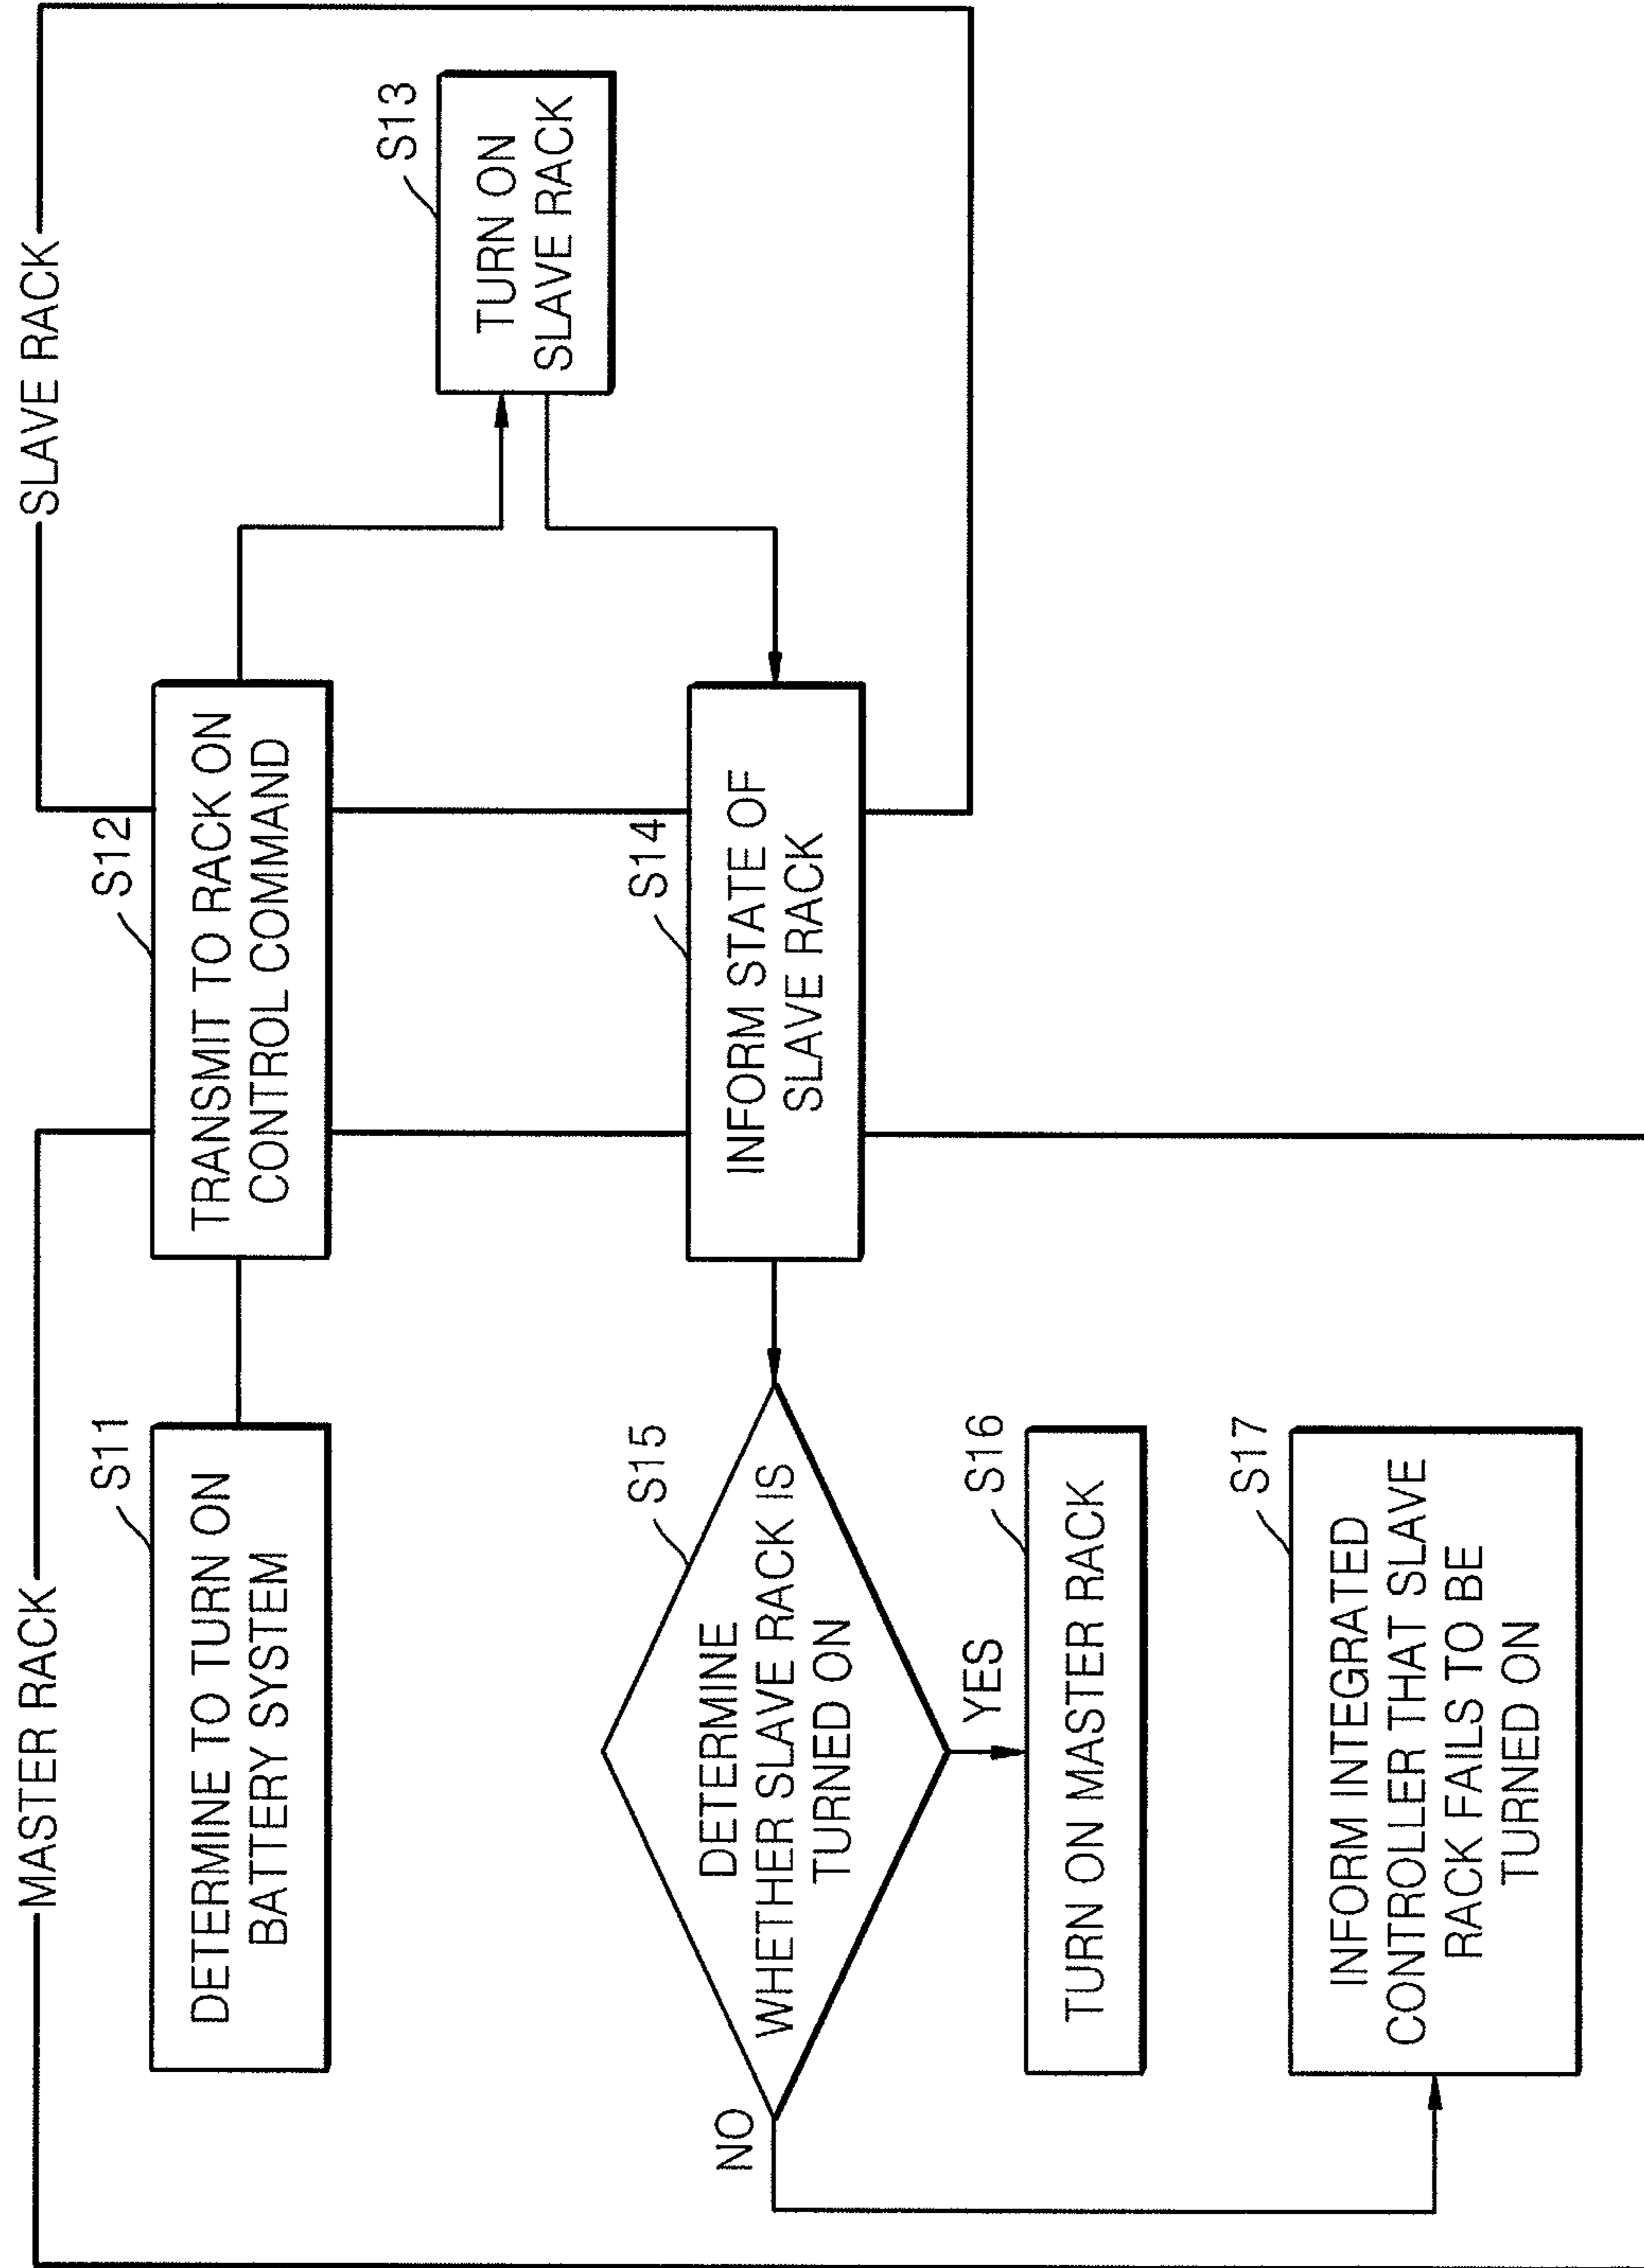 MASTER RACK
SLAVE RACK
S11
DETERMINE TO TURN ON
BATTERY SYSTEM
S12
TRANSMIT TO RACK ON
CONTROL COMMAND
S13
TURN ON
SLAVE RACK
S14
INFORM STATE OF
SLAVE RACK
S15
DETERMINE
WHETHER SLAVE RACK IS
TURNED ON
NO
YES
S16
TURN ON MASTER RACK
S17
INFORM INTEGRATED
CONTROLLER THAT SLAVE
RACK FAILS TO BE
TURNED ON